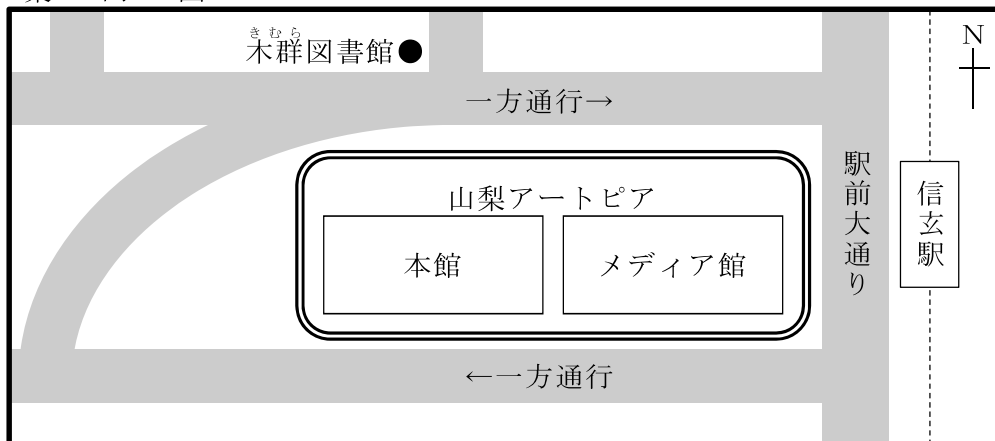 きむら
木群図書館●
N
一方通行→
駅前大通り
信玄駅
山梨アートピア
本館
メディア館
←一方通行